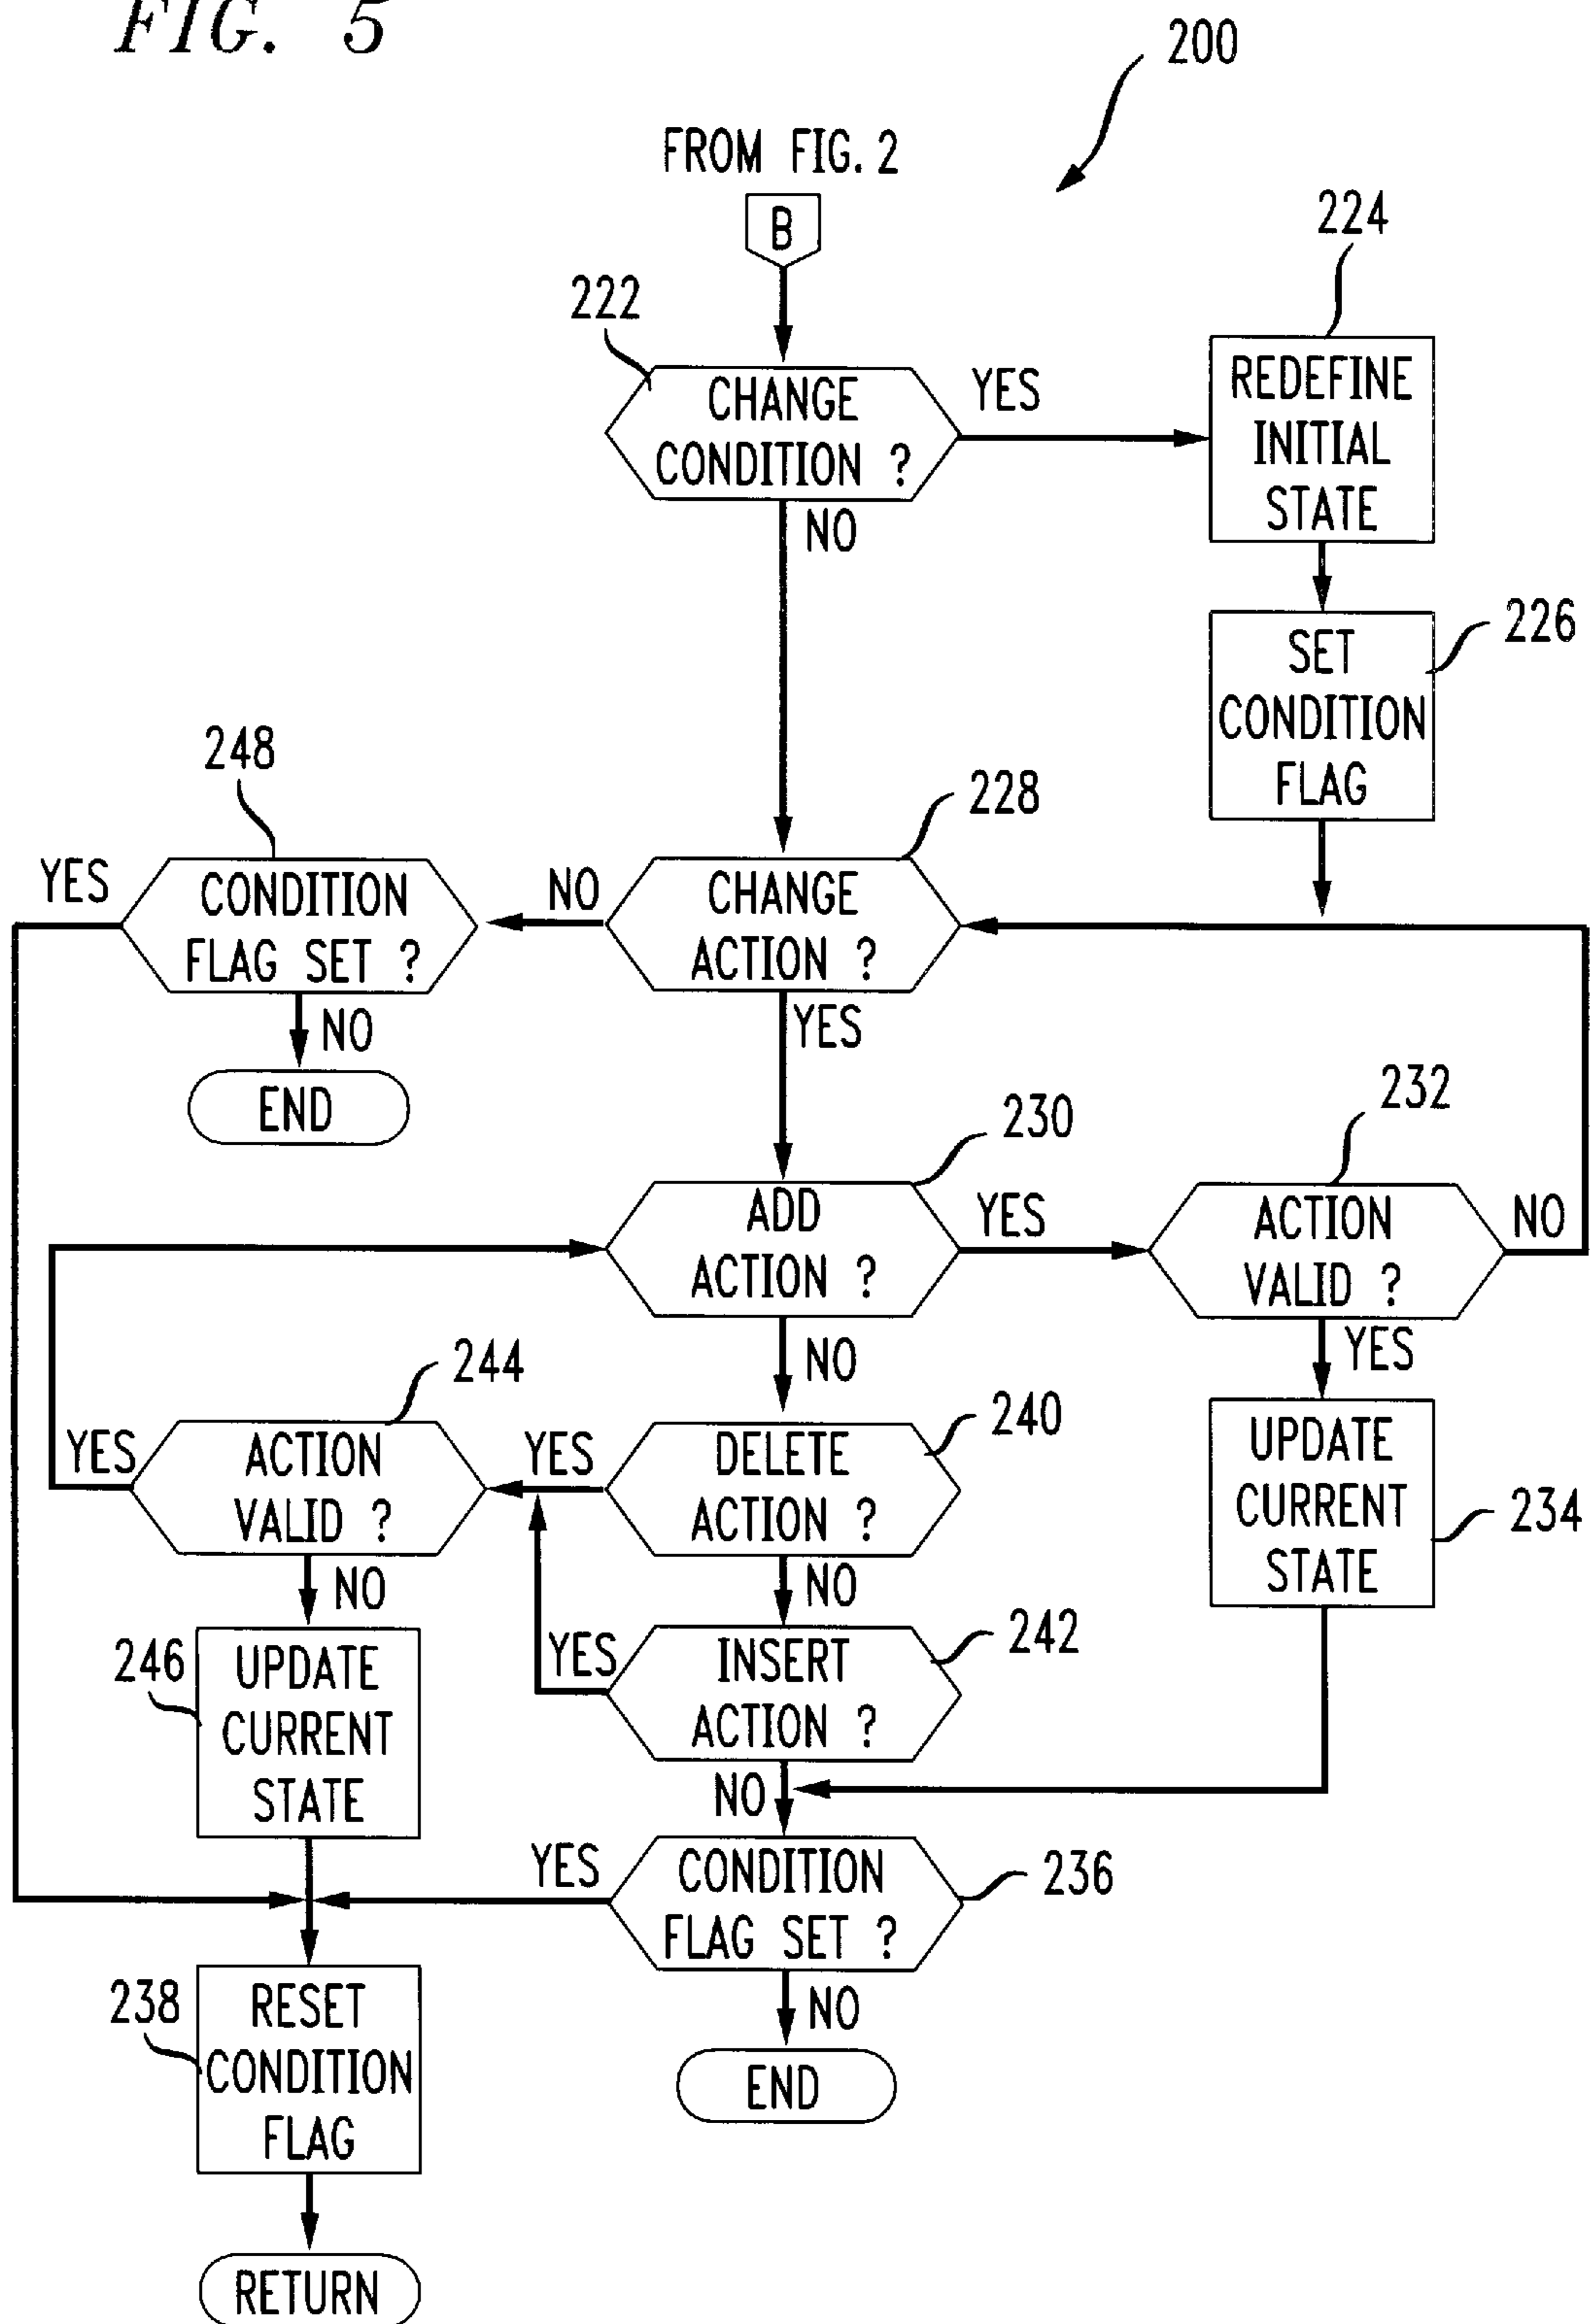 FIG. 5
200
FROM FIG. 2
B
224
222
CHANGE
CONDITION ?
YES
REDEFINE
INITIAL
STATE
NO
226
SET
CONDITION
FLAG
248
228
YES
CONDITION
FLAG SET ?
NO
CHANGE
ACTION ?
NO
YES
END
230
232
ADD
ACTION ?
YES
ACTION
VALID ?
NO
NO
YES
244
240
YES
ACTION
VALID ?
YES
DELETE
ACTION ?
UPDATE
CURRENT
STATE
234
NO
NO
242
246
UPDATE
CURRENT
STATE
YES
INSERT
ACTION ?
NO
YES
CONDITION
FLAG SET ?
236
238
RESET
CONDITION
FLAG
NO
END
RETURN